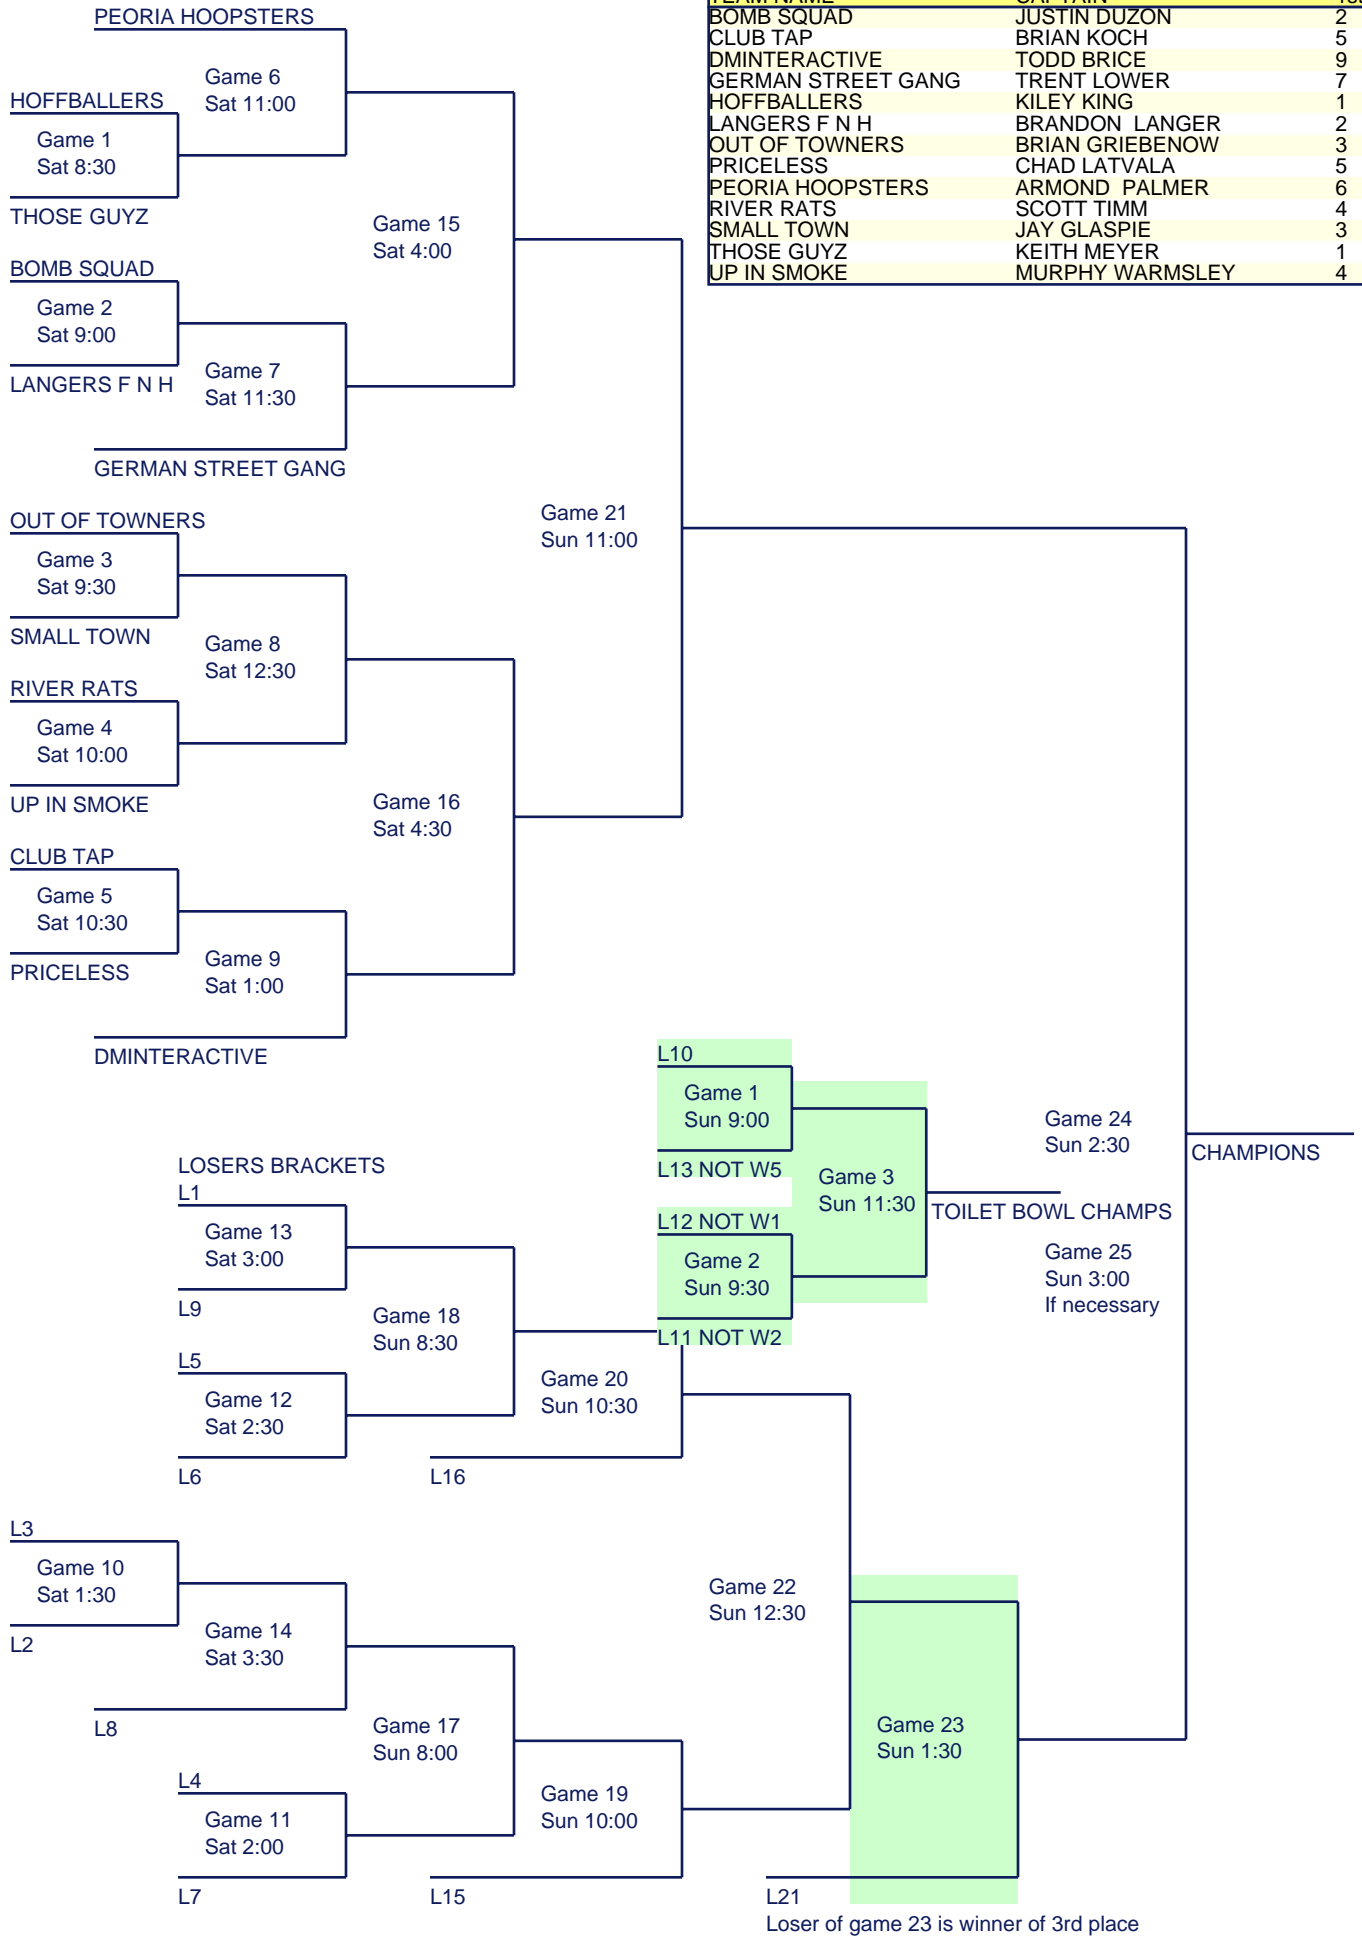 TEAM NAME CAPTAIN
BOMB SQUAD JUSTIN DUZON 2
CLUB TAP BRIAN KOCH 5
DMINTERACTIVE TODD BRICE 9
GERMAN STREET GANG TRENT LOWER 7
HOFFBALLERS KILEY KING 1
LANGERS F N H BRANDON LANGER 2
OUT OF TOWNERS BRIAN GRIEBENOW 3
PRICELESS CHAD LATVALA 5
PEORIA HOOPSTERS ARMOND PALMER 6
RIVER RATS SCOTT TIMM 4
SMALL TOWN JAY GLASPIE 3
THOSE GUYZ KEITH MEYER 1
UP IN SMOKE MURPHY WARMSLEY 4
PEORIA HOOPSTERS
Game 6
Sat 11:00
HOFFBALLERS
Game 1
Sat 8:30
THOSE GUYZ
Game 15
Sat 4:00
BOMB SQUAD
Game 2
Sat 9:00
LANGERS F N H
Game 7
Sat 11:30
GERMAN STREET GANG
Game 21
Sun 11:00
OUT OF TOWNERS
Game 3
Sat 9:30
SMALL TOWN
Game 8
Sat 12:30
RIVER RATS
Game 4
Sat 10:00
UP IN SMOKE
Game 16
Sat 4:30
CLUB TAP
Game 5
Sat 10:30
PRICELESS
Game 9
Sat 1:00
DMINTERACTIVE
L10
Game 1
Sun 9:00
L13 NOT W5
Game 3
Sun 11:30
L12 NOT W1
Game 2
Sun 9:30
L11 NOT W2
TOILET BOWL CHAMPS
Game 24
Sun 2:30
CHAMPIONS
Game 25
Sun 3:00
If necessary
LOSERS BRACKETS
L1
Game 13
Sat 3:00
L9
Game 18
Sun 8:30
L5
Game 12
Sat 2:30
L6
Game 20
Sun 10:30
L16
L3
Game 10
Sat 1:30
L2
Game 14
Sat 3:30
L8
Game 22
Sun 12:30
Game 17
Sun 8:00
L4
Game 11
Sat 2:00
L7
Game 19
Sun 10:00
L15
Game 23
Sun 1:30
L21
Loser of game 23 is winner of 3rd place